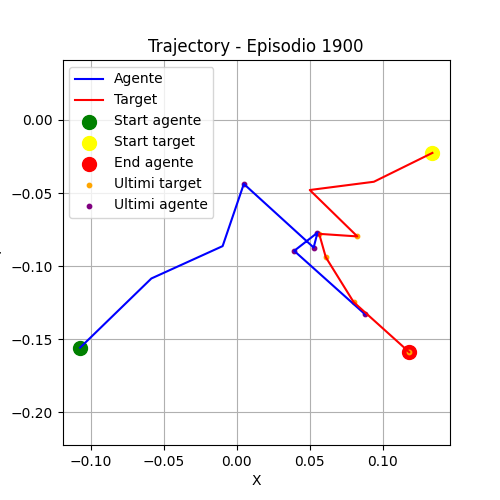 Trajectory - Episodio 1900
Agente
Target
Start agente
Start target
End agente
Ultimi target
Ultimi agente
0.00
−0.05
−0.10
−0.15
−0.20
−0.10
−0.05
0.00
0.05
0.10
X